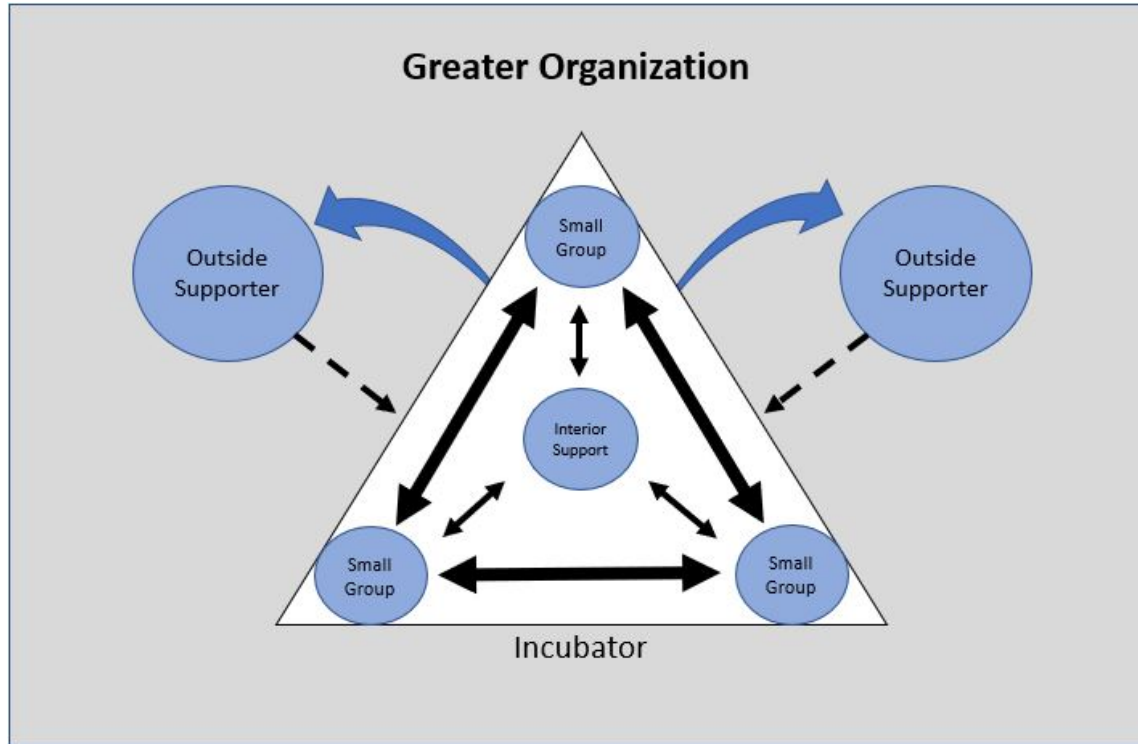 Greater Organization
Small
Group
Outside
Supporter
Outside
Supporter
Interior
Support
Small
Group
Small
Group
Incubator